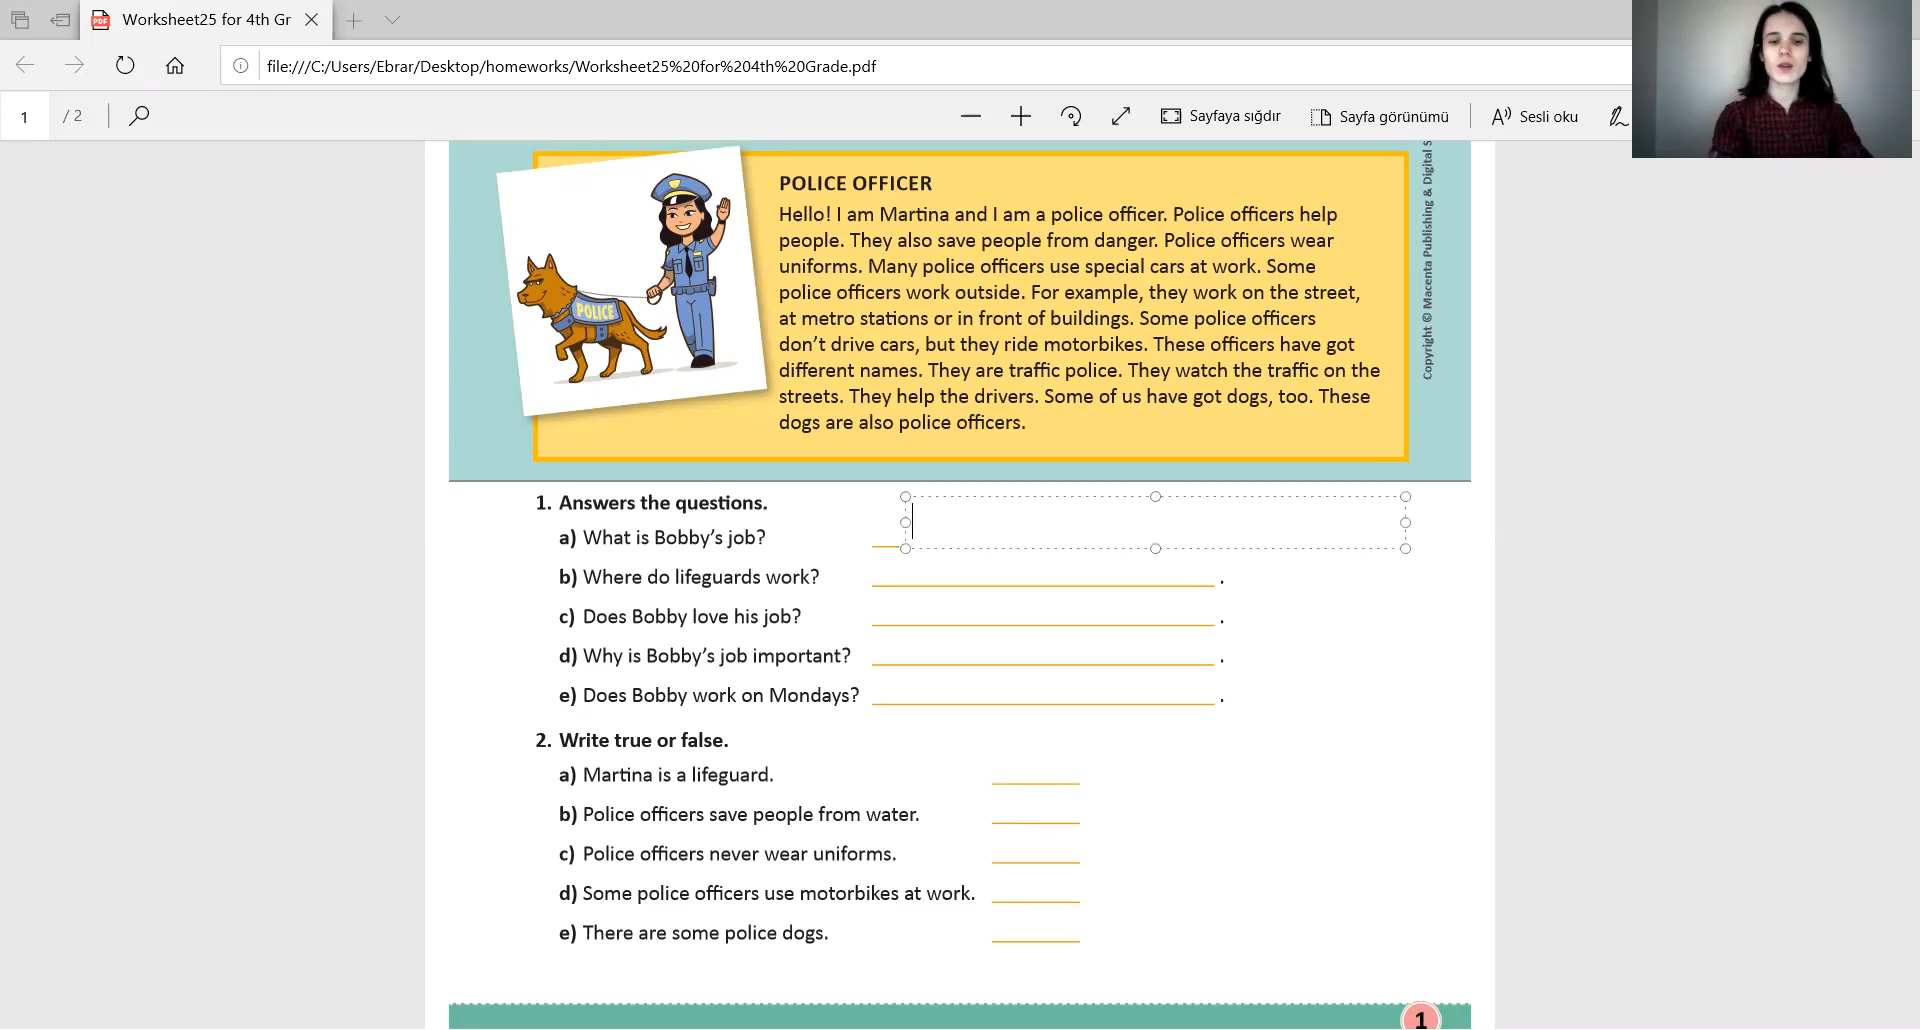 Worksheet25 for 4th Gr
file:///C:/Users/Ebrar/Desktop/homeworks/Worksheet25%20for%204th%20Grade.pdf
1 / 2 Sayfaya sığdır Sayfa görünümü Sesli oku
POLICE OFFICER
Hello! I am Martina and I am a police officer. Police officers help
people. They also save people from danger. Police officers wear
uniforms. Many police officers use special cars at work. Some
police officers work outside. For example, they work on the street,
at metro stations or in front of buildings. Some police officers
don't drive cars, but they ride motorbikes. These officers have got
different names. They are traffic police. They watch the traffic on the
streets. They help the drivers. Some of us have got dogs, too. These
dogs are also police officers.
POLICE
Copyright © Macenta Publishing & Digital S
1. Answers the questions.
a) What is Bobby's job?
b) Where do lifeguards work? .
c) Does Bobby love his job? .
d) Why is Bobby's job important? .
e) Does Bobby work on Mondays? .
2. Write true or false.
a) Martina is a lifeguard.
b) Police officers save people from water.
c) Police officers never wear uniforms.
d) Some police officers use motorbikes at work.
e) There are some police dogs.
1